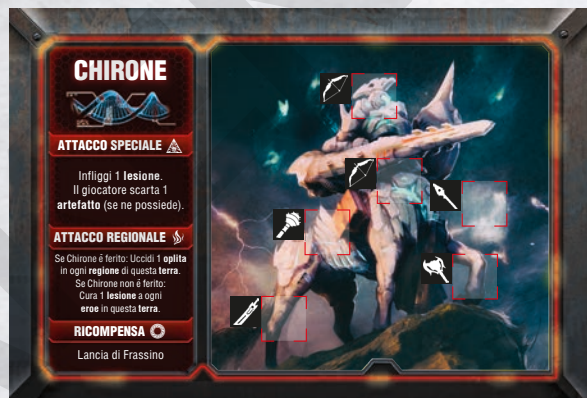 CHIRONE
ATTACCO SPECIALE
Infliggi 1 lesione.
Il giocatore scarta 1
artefatto (se ne possiede).
ATTACCO REGIONALE
Se Chirone é ferito: Uccidi 1 oplita
in ogni regione di questa terra.
Se Chirone non é ferito:
Cura 1 lesione a ogni
eroe in questa terra.
RICOMPENSA
Lancia di Frassino